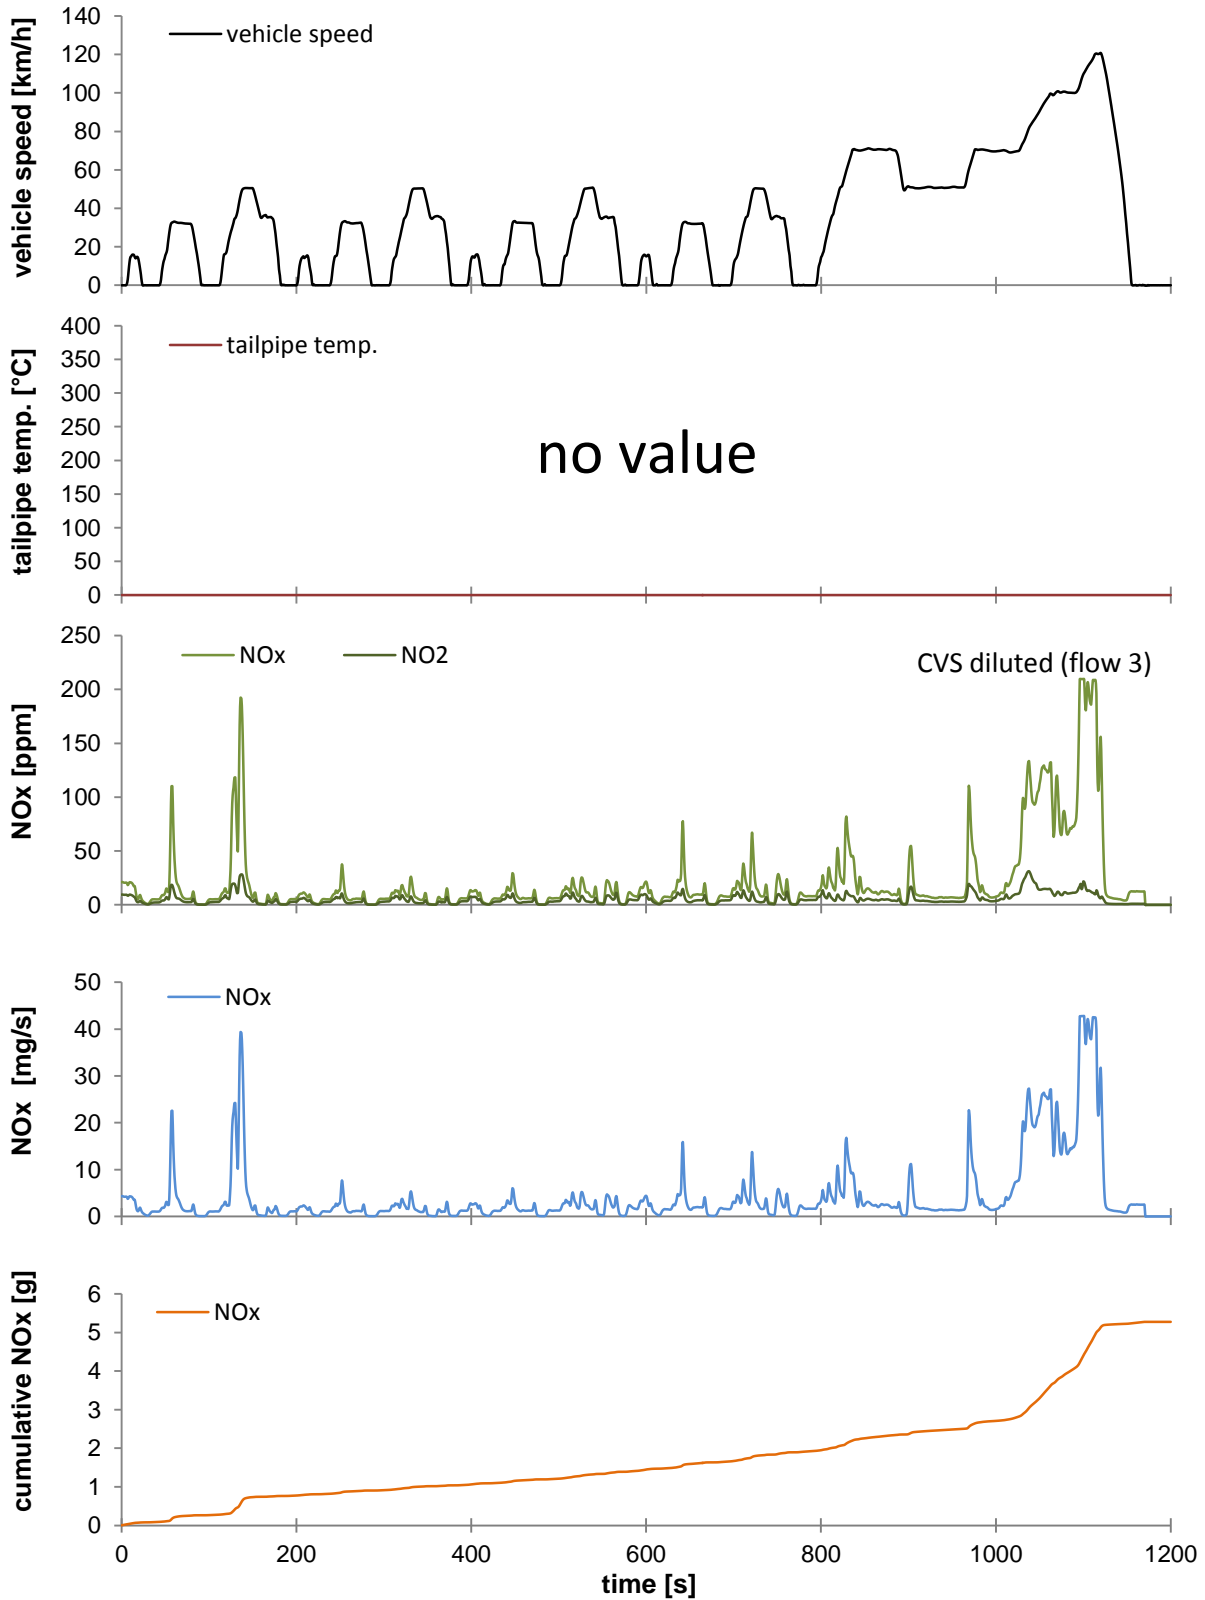 vehicle speed [km/h]
140
120
100
80
60
40
20
0
vehicle speed
tailpipe temp. [°C]
400
350
300
250
200
150
100
50
0
tailpipe temp.
no value
NOx [ppm]
250
200
150
100
50
0
NOx
NO2
CVS diluted (flow 3)
NOx [mg/s]
50
40
30
20
10
0
NOx
cumulative NOx [g]
6
5
4
3
2
1
0
NOx
0 200 400 600 800 1000 1200
time [s]